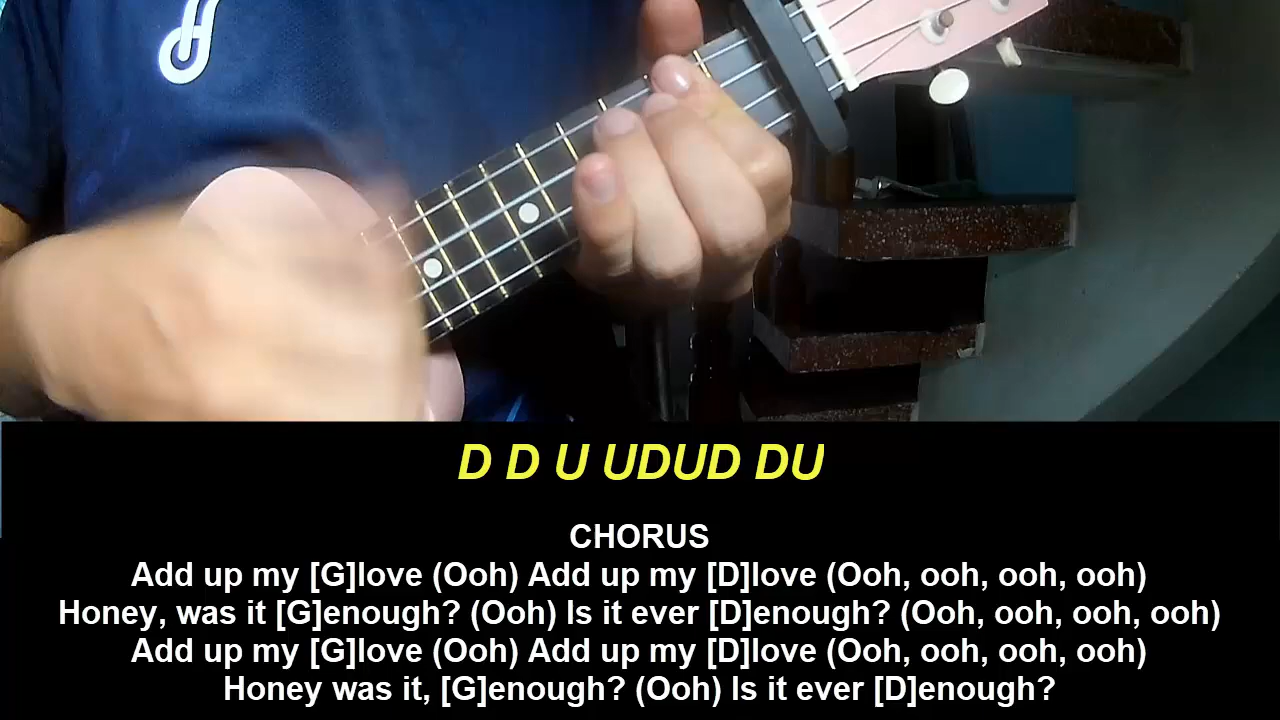 D D U UDUD DU
CHORUS
Add up my [G]love (Ooh) Add up my [D]love (Ooh, ooh, ooh, ooh)
Honey, was it [G]enough? (Ooh) Is it ever [D]enough? (Ooh, ooh, ooh, ooh)
Add up my [G]love (Ooh) Add up my [D]love (Ooh, ooh, ooh, ooh)
Honey was it, [G]enough? (Ooh) Is it ever [D]enough?